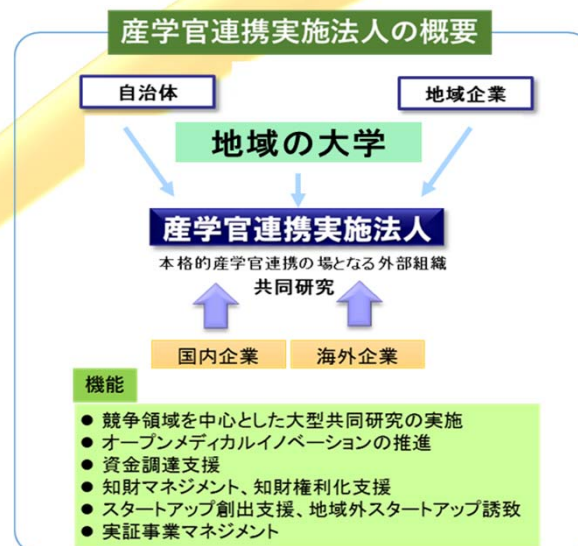 産学官連携実施法人の概要
自治体
地域企業
地域の大学
産学官連携実施法人
本格的産学官連携の場となる外部組織
共同研究
国内企業
海外企業
機能
● 競争領域を中心とした大型共同研究の実施
● オープンメディカルイノベーションの推進
● 資金調達支援
● 知財マネジメント、知財権利化支援
● スタートアップ創出支援、地域外スタートアップ誘致
● 実証事業マネジメント